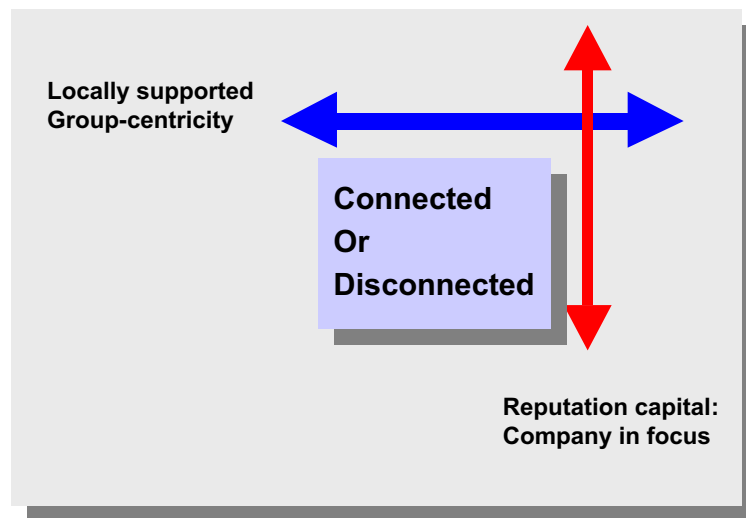 Locally supported
Group-centricity
Connected
Or
Disconnected
Reputation capital:
Company in focus